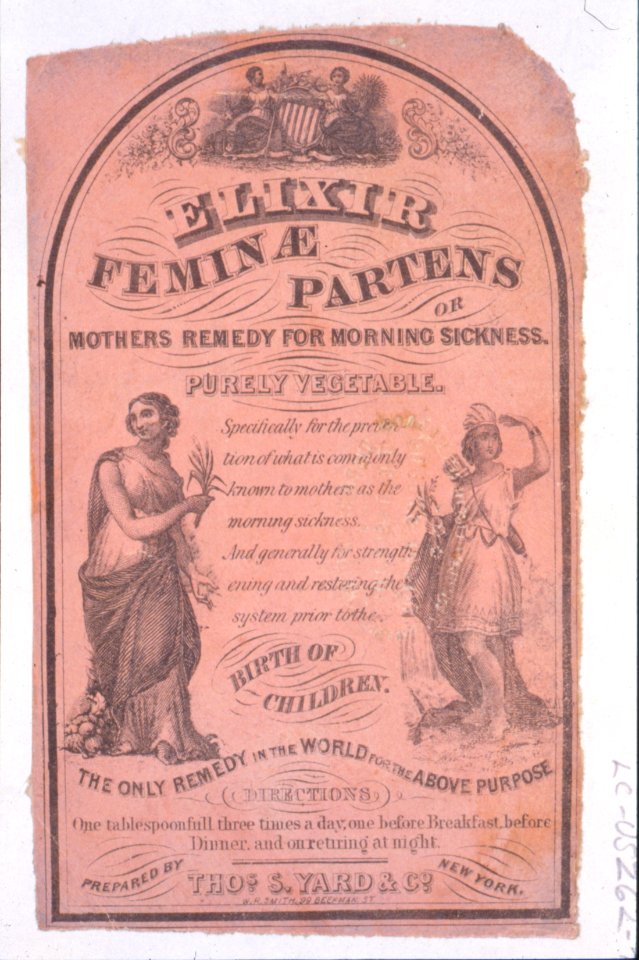 ELIXIR
FEMINÆ
PARTENS
OR
MOTHERS REMEDY FOR MORNING SICKNESS.
PURELY VEGETABLE.
Specifically for the preven-
tion of what is commonly
known to mothers as the
morning sickness.
And generally for strength-
ening and restoring the
system prior to the
BIRTH OF
CHILDREN.
THE ONLY REMEDY IN THE WORLD FOR THE ABOVE PURPOSE
DIRECTIONS
One tablespoonfull three times a day, one before Breakfast, before
Dinner, and on retiring at night.
PREPARED BY
THOS. S. YARD & CO.
NEW YORK.
W.R. SMITH, 99 BEEKMAN ST.